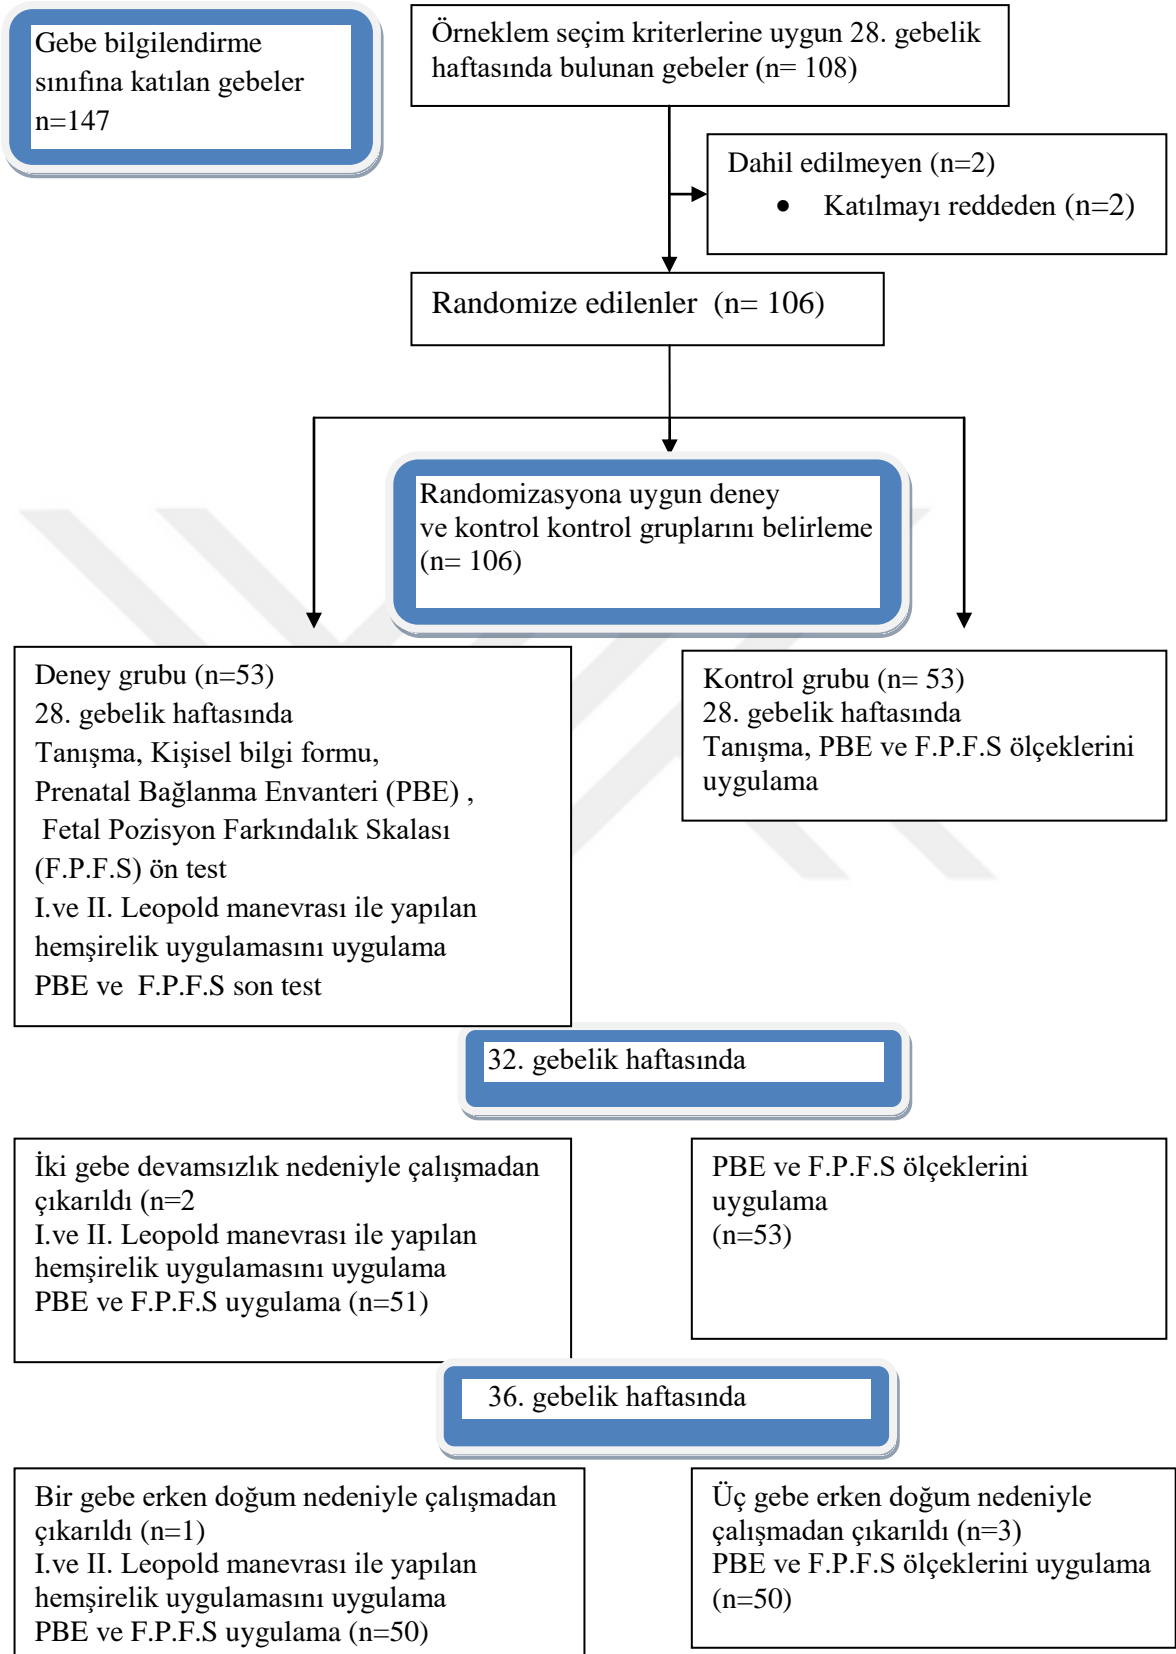 Gebe bilgilendirme
sınıfına katılan gebeler
n=147
Örneklem seçim kriterlerine uygun 28. gebelik
haftasında bulunan gebeler (n= 108)
Dahil edilmeyen (n=2)
• Katılmayı reddeden (n=2)
Randomize edilenler (n= 106)
Randomizasyona uygun deney
ve kontrol kontrol gruplarını belirleme
(n= 106)
Deney grubu (n=53)
28. gebelik haftasında
Tanışma, Kişisel bilgi formu,
Prenatal Bağlanma Envanteri (PBE) ,
Fetal Pozisyon Farkındalık Skalası
(F.P.F.S) ön test
I.ve II. Leopold manevrası ile yapılan
hemşirelik uygulamasını uygulama
PBE ve F.P.F.S son test
Kontrol grubu (n= 53)
28. gebelik haftasında
Tanışma, PBE ve F.P.F.S ölçeklerini
uygulama
32. gebelik haftasında
İki gebe devamsızlık nedeniyle çalışmadan
çıkarıldı (n=2
I.ve II. Leopold manevrası ile yapılan
hemşirelik uygulamasını uygulama
PBE ve F.P.F.S uygulama (n=51)
PBE ve F.P.F.S ölçeklerini
uygulama
(n=53)
36. gebelik haftasında
Bir gebe erken doğum nedeniyle çalışmadan
çıkarıldı (n=1)
I.ve II. Leopold manevrası ile yapılan
hemşirelik uygulamasını uygulama
PBE ve F.P.F.S uygulama (n=50)
Üç gebe erken doğum nedeniyle
çalışmadan çıkarıldı (n=3)
PBE ve F.P.F.S ölçeklerini uygulama
(n=50)